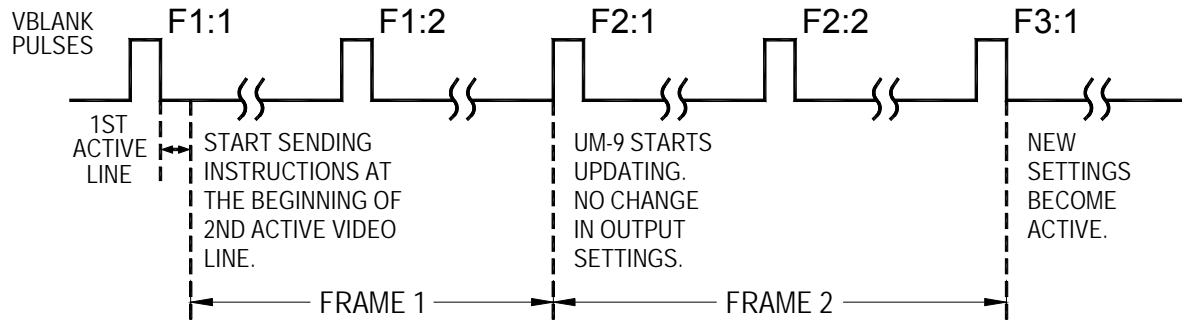 VBLANK
PULSES
F1:1
F1:2
F2:1
F2:2
F3:1
1ST
ACTIVE
LINE
START SENDING
INSTRUCTIONS AT
THE BEGINNING OF
2ND ACTIVE VIDEO
LINE.
UM-9 STARTS
UPDATING.
NO CHANGE
IN OUTPUT
SETTINGS.
NEW
SETTINGS
BECOME
ACTIVE.
FRAME 1
FRAME 2